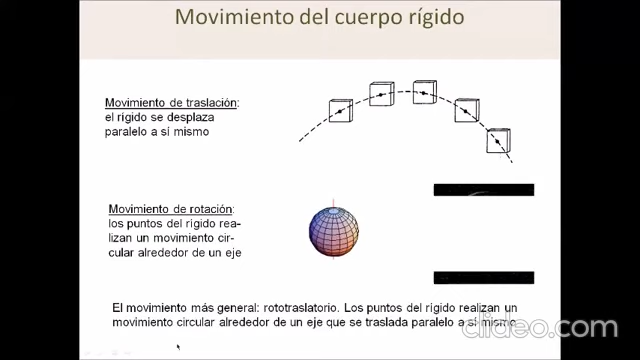 Movimiento del cuerpo rígido
Movimiento de traslación:
el rígido se desplaza
paralelo a sí mismo
Movimiento de rotación:
los puntos del rígido rea-
lizan un movimiento cir-
cular alrededor de un eje
El movimiento más general: rototraslatorio. Los puntos del rígido realizan un
movimiento circular alrededor de un eje que se traslada paralelo a sí mismo
clideo.com